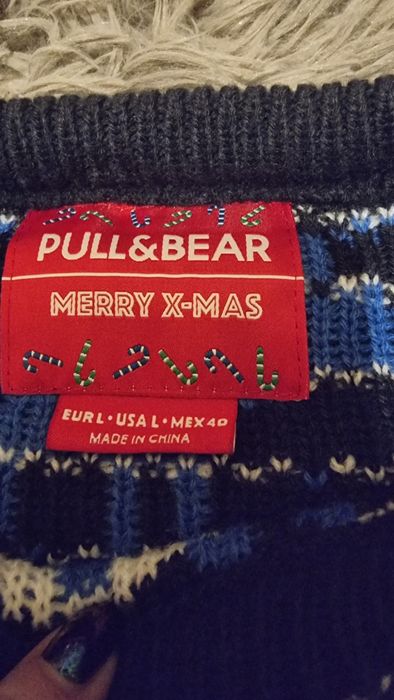 PULL&BEAR
MERRY X-MAS
EUR L • USA L • MEX 40
MADE IN CHINA